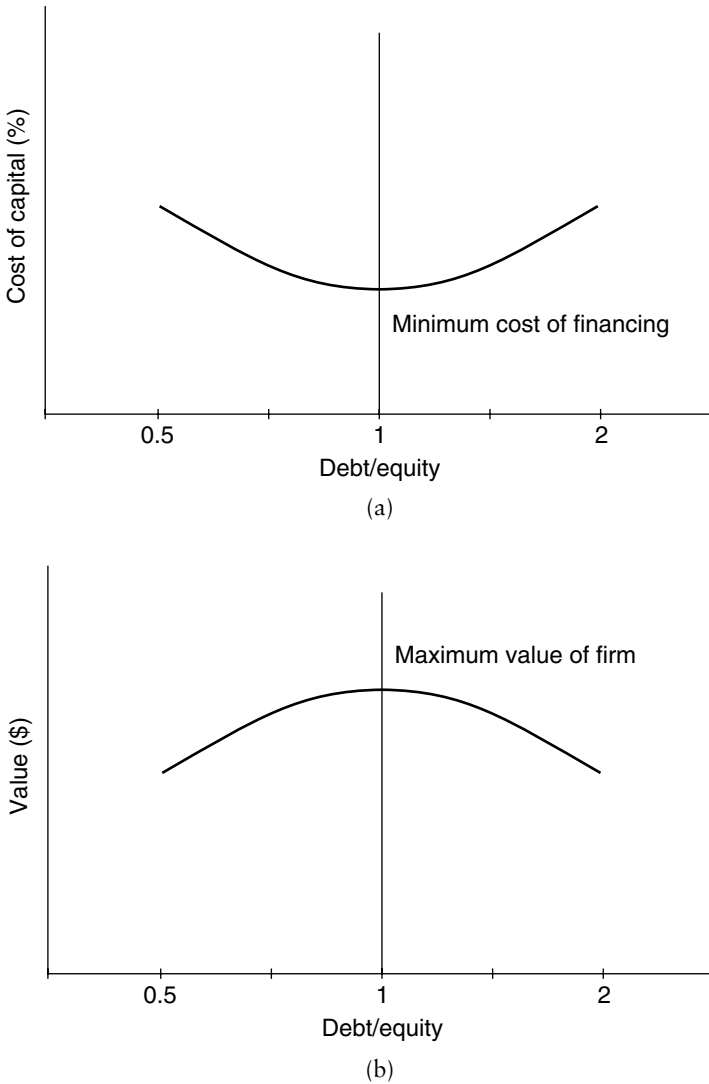 Cost of capital (%)
Minimum cost of financing
0.5 1 2
Debt/equity
(a)
Maximum value of firm
Value ($)
0.5 1 2
Debt/equity
(b)